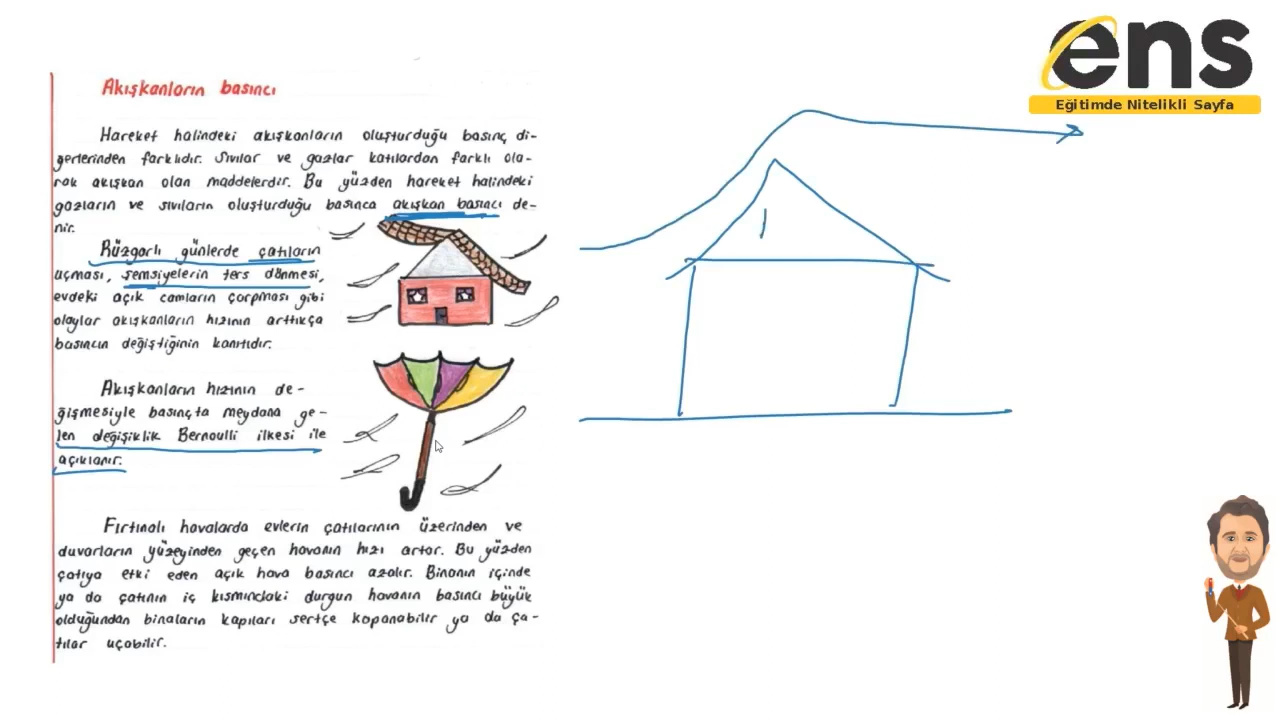 ens
Eğitimde Nitelikli Sayfa
Akışkanların basıncı
Hareket halindeki akışkanların oluşturduğu basınç di-
ğerlerinden farklıdır. Sıvılar ve gazlar katılardan farklı ola-
rak akışkan olan maddelerdir. Bu yüzden hareket halindeki
gazların ve sıvıların oluşturduğu basınca akışkan basıncı de-
nir.
Rüzgarlı günlerde çatıların
uçması, şemsiyelerin ters dönmesi,
evdeki açık camların çarpması gibi
olaylar akışkanların hızının arttıkça
basıncın değiştiğinin kanıtıdır.
Akışkanların hızının de-
ğişmesiyle basınçta meydana ge-
len değişiklik Bernoulli ilkesi ile
açıklanır.
Fırtınalı havalarda evlerin çatılarının üzerinden ve
duvarların yüzeyinden geçen havanın hızı artar. Bu yüzden
çatıya etki eden açık hava basıncı azalır. Binanın içinde
ya da çatının iç kısmındaki durgun havanın basıncı büyük
olduğundan binaların kapıları sertçe kapanabilir ya da ça-
tılar uçabilir.